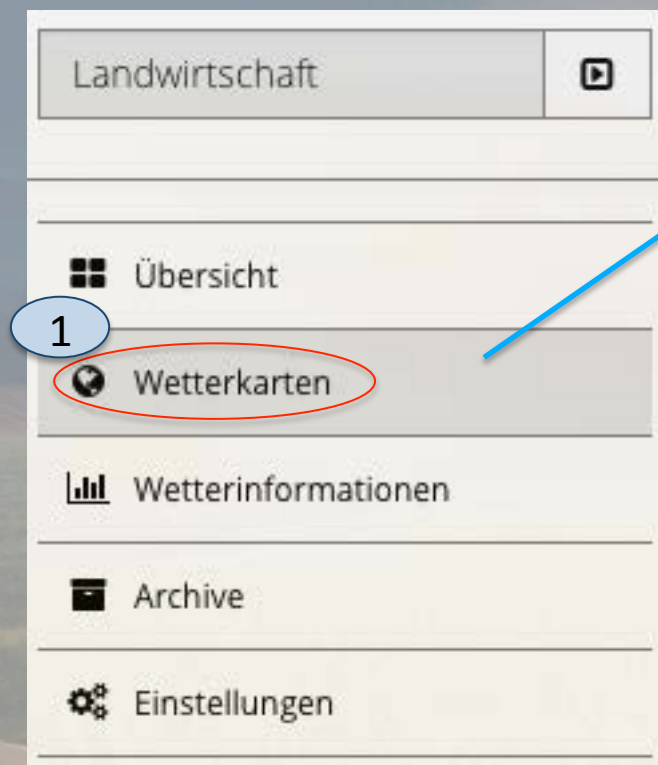 Landwirtschaft
Übersicht
1
Wetterkarten
Wetterinformationen
Archive
Einstellungen